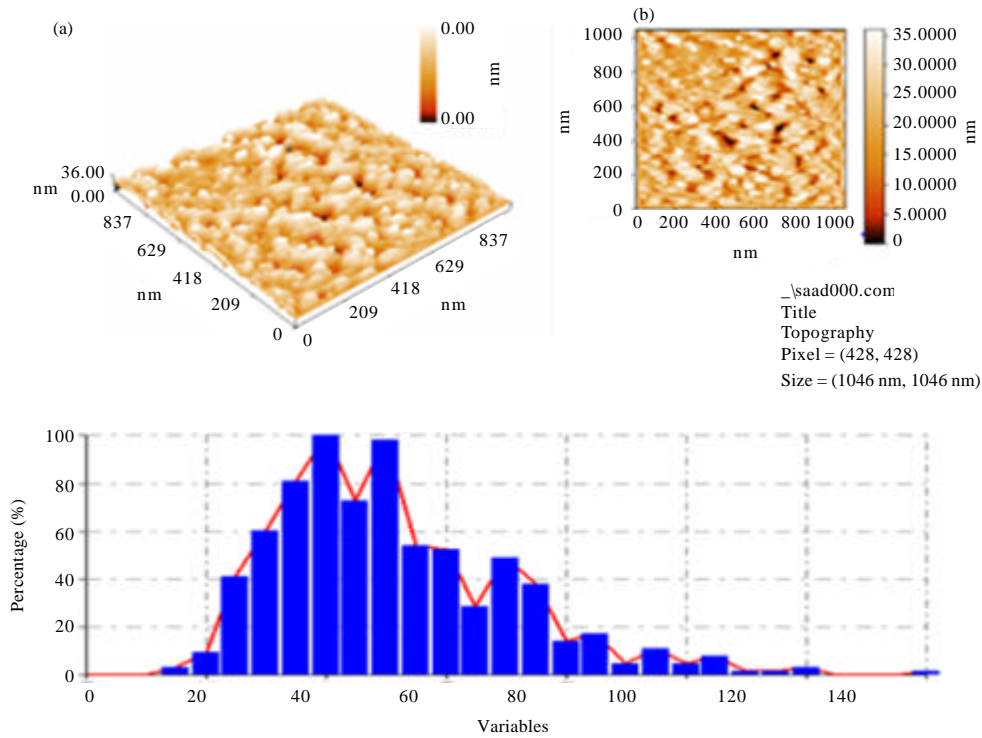 (a)
0.00
nm
0.00
36.00
nm
0.00
837
629
418
nm
209
0
0
209
418
nm
629
837
(b)
1000
800
600
400
200
0
nm
0 200 400 600 800 1000
nm
35.0000
30.0000
25.0000
20.0000
15.0000
10.0000
5.0000
0
nm
_\saad000.com
Title
Topography
Pixel = (428, 428)
Size = (1046 nm, 1046 nm)
100
80
60
40
20
0
Percentage (%)
0 20 40 60 80 100 120 140
Variables